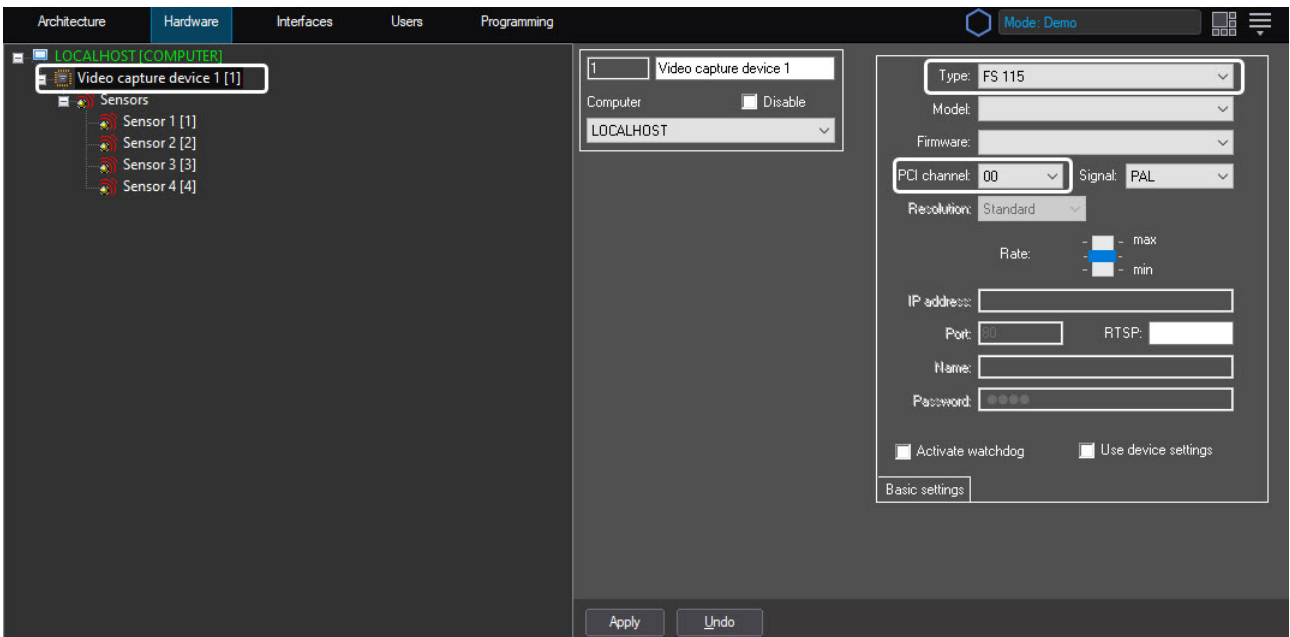 Architecture Hardware Interfaces Users Programming Mode: Demo
LOCALHOST [COMPUTER]
Video capture device 1 [1]
Sensors
Sensor 1 [1]
Sensor 2 [2]
Sensor 3 [3]
Sensor 4 [4]
1 Video capture device 1
Computer Disable
LOCALHOST
Type: FS 115
Model:
Firmware:
PCI channel: 00 Signal: PAL
Resolution: Standard
max
Rate:
min
IP address:
Port: 80 RTSP:
Name:
Password:
Activate watchdog Use device settings
Basic settings
Apply Undo